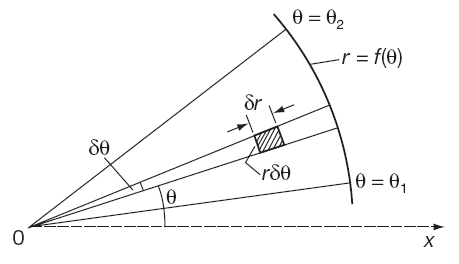 θ = θ₂
r = f(θ)
δr
δθ
rδθ
θ
θ = θ₁
0
x